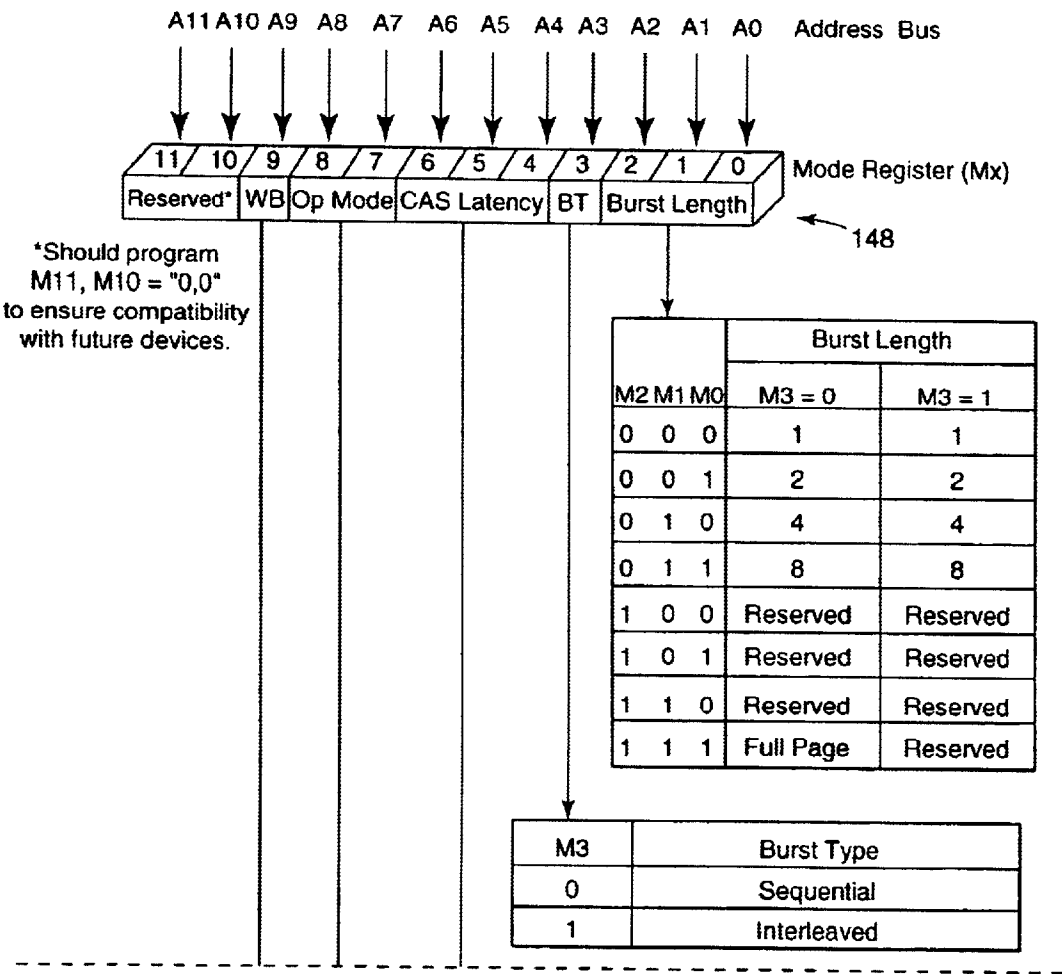 A11 A10 A9 A8 A7 A6 A5 A4 A3 A2 A1 A0 Address Bus
11 10 9 8 7 6 5 4 3 2 1 0 Mode Register (Mx)
Reserved* WB Op Mode CAS Latency BT Burst Length
148
*Should program
M11, M10 = "0,0"
to ensure compatibility
with future devices.
Burst Length
M2 M1 M0 M3 = 0 M3 = 1
0 0 0 1 1
0 0 1 2 2
0 1 0 4 4
0 1 1 8 8
1 0 0 Reserved Reserved
1 0 1 Reserved Reserved
1 1 0 Reserved Reserved
1 1 1 Full Page Reserved
M3 Burst Type
0 Sequential
1 Interleaved